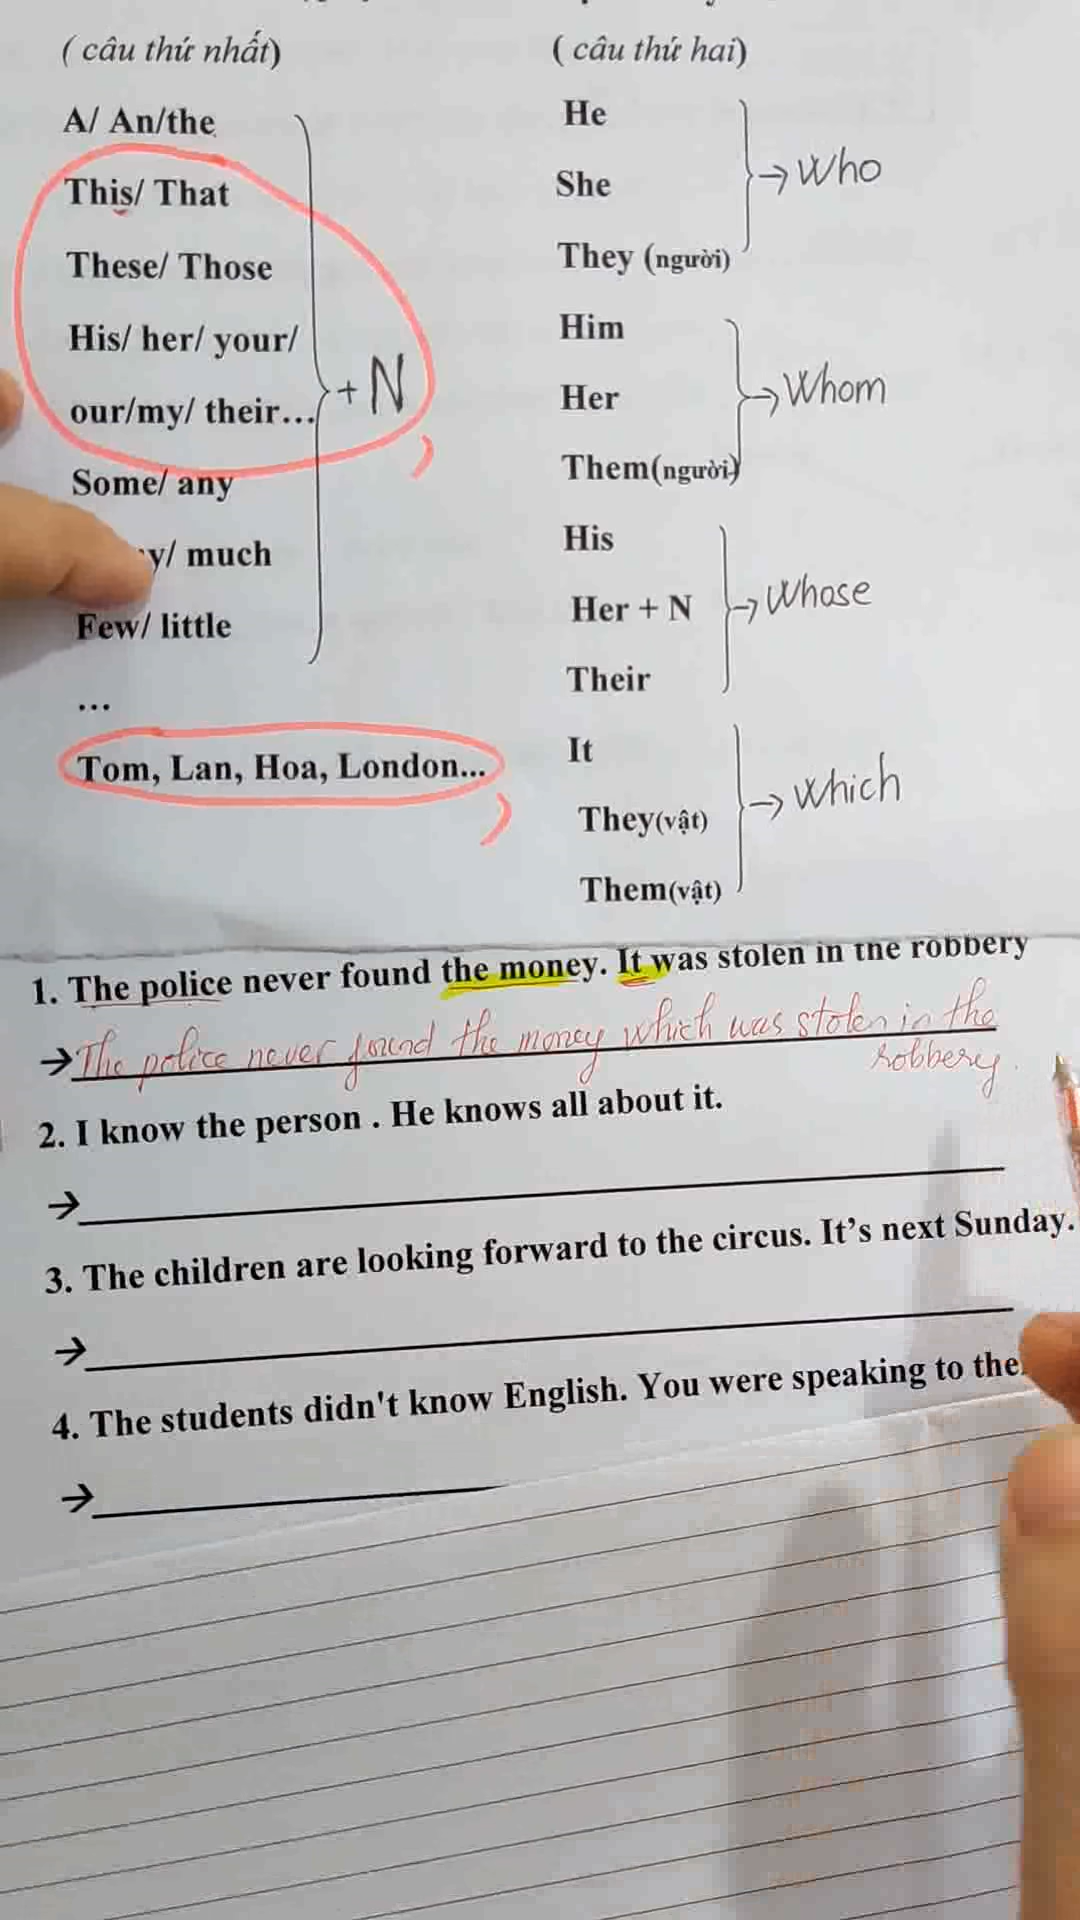 ( câu thứ nhất)
A/ An/the
This/ That
These/ Those
His/ her/ your/
our/my/ their...
+ N
,
Some/ any
y/ much
Few/ little
...
Tom, Lan, Hoa, London...
,
( câu thứ hai)
He
She
They (người)
→ Who
Him
Her
Them(người)
→ Whom
His
Her + N
Their
→ Whose
It
They(vật)
Them(vật)
→ which
1. The police never found the money. It was stolen in the robbery
→ The police never found the money which was stolen in the
robbery.
2. I know the person . He knows all about it.
→
3. The children are looking forward to the circus. It's next Sunday.
→
4. The students didn't know English. You were speaking to the
→